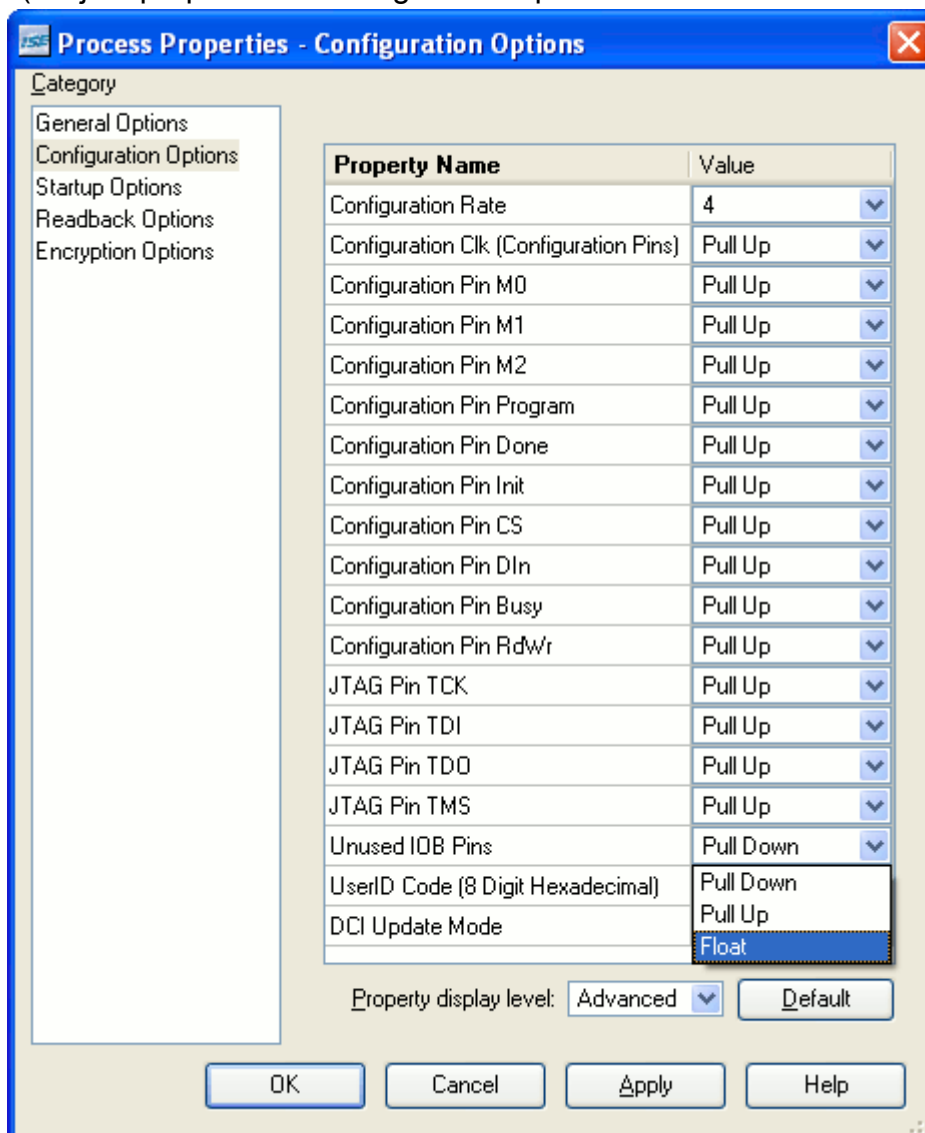 ISE Process Properties - Configuration Options
Category
General Options
Configuration Options
Startup Options
Readback Options
Encryption Options
Property Name Value
Configuration Rate 4
Configuration Clk (Configuration Pins) Pull Up
Configuration Pin M0 Pull Up
Configuration Pin M1 Pull Up
Configuration Pin M2 Pull Up
Configuration Pin Program Pull Up
Configuration Pin Done Pull Up
Configuration Pin Init Pull Up
Configuration Pin CS Pull Up
Configuration Pin DIn Pull Up
Configuration Pin Busy Pull Up
Configuration Pin RdWr Pull Up
JTAG Pin TCK Pull Up
JTAG Pin TDI Pull Up
JTAG Pin TDO Pull Up
JTAG Pin TMS Pull Up
Unused IOB Pins Pull Down
UserID Code (8 Digit Hexadecimal) Pull Down
Pull Up
DCI Update Mode
Float
Property display level: Advanced Default
OK Cancel Apply Help